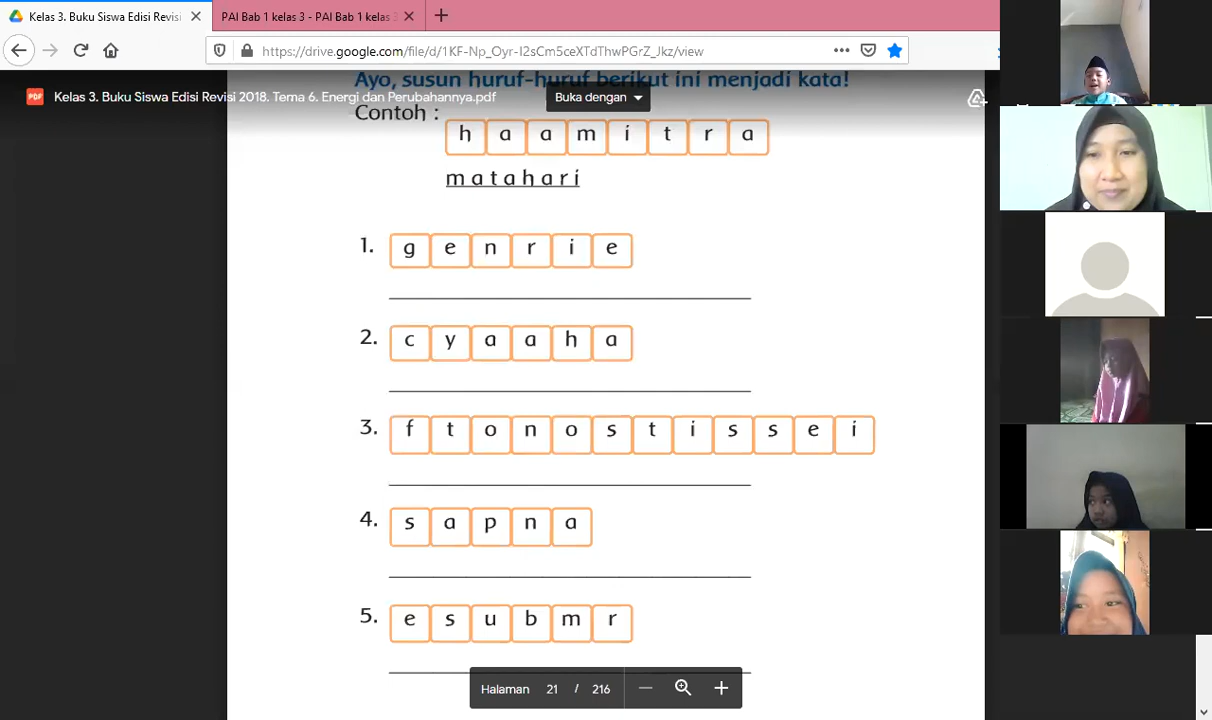 Kelas 3. Buku Siswa Edisi Revisi
PAI Bab 1 kelas 3 - PAI Bab 1 kelas 3
https://drive.google.com/file/d/1KF-Np_Oyr-I2sCm5ceXTdThwPGrZ_Jkz/view
Ayo, susun huruf-huruf berikut ini menjadi kata!
Kelas 3. Buku Siswa Edisi Revisi 2018. Tema 6. Energi dan Perubahannya.pdf
Buka dengan
Contoh :
h a a m i t r a
matahari
1. g e n r i e
2. c y a a h a
3. f t o n o s t i s s e i
4. s a p n a
5. e s u b m r
Halaman 21 / 216